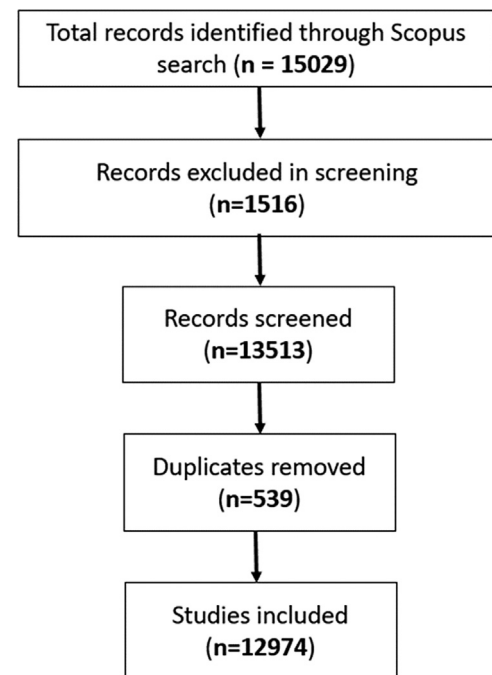 Total records identified through Scopus
search (n = 15029)
Records excluded in screening
(n=1516)
Records screened
(n=13513)
Duplicates removed
(n=539)
Studies included
(n=12974)